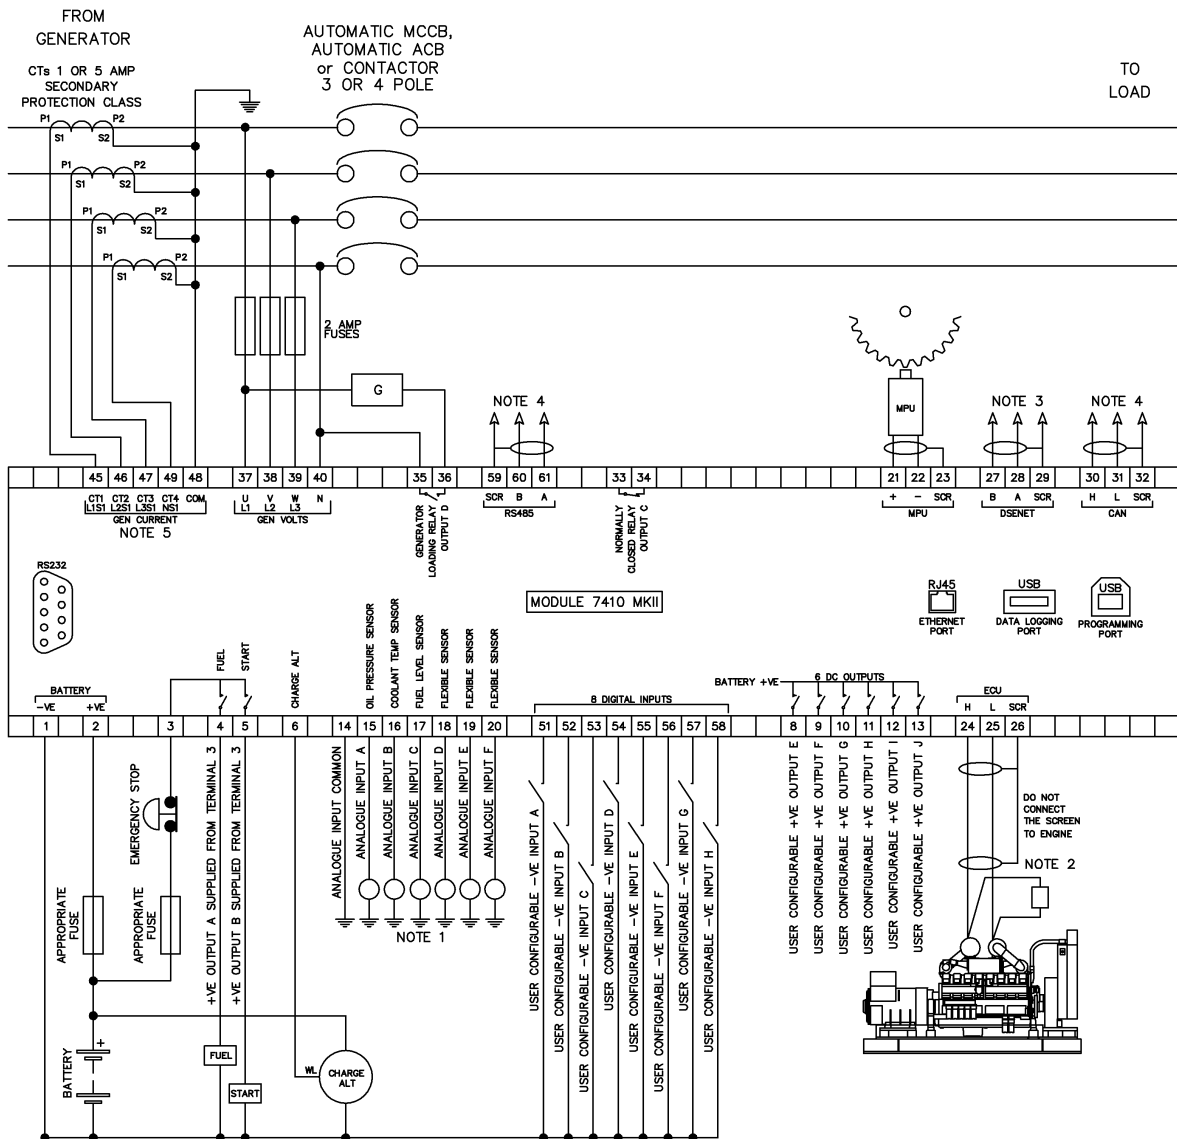 FROM
GENERATOR
CTs 1 OR 5 AMP
SECONDARY
PROTECTION CLASS
AUTOMATIC MCCB,
AUTOMATIC ACB
or CONTACTOR
3 OR 4 POLE
TO
LOAD
P1 P2
S1 S2
P1 P2
S1 S2
P1 P2
S1 S2
P1 P2
S1 S2
2 AMP
FUSES
G
MPU
NOTE 4
NOTE 3
NOTE 4
45 46 47 49 48 37 38 39 40 35 36 59 60 61 33 34 21 22 23 27 28 29 30 31 32
CT1 CT2 CT3 CT4 COM
L1S1 L2S1 L3S1 NS1
GEN CURRENT
NOTE 5
U V W N
L1 L2 L3
GEN VOLTS
GENERATOR
LOADING RELAY
OUTPUT D
SCR B A
RS485
NORMALLY
CLOSED RELAY
OUTPUT C
+ − SCR
MPU
B A SCR
DSENET
H L SCR
CAN
RS232
MODULE 7410 MKII
RJ45
ETHERNET
PORT
USB
DATA LOGGING
PORT
USB
PROGRAMMING
PORT
BATTERY
−VE +VE
FUEL
START
CHARGE ALT
OIL PRESSURE SENSOR
COOLANT TEMP SENSOR
FUEL LEVEL SENSOR
FLEXIBLE SENSOR
FLEXIBLE SENSOR
FLEXIBLE SENSOR
8 DIGITAL INPUTS
BATTERY +VE
6 DC OUTPUTS
ECU
H L SCR
1 2 3 4 5 6 14 15 16 17 18 19 20 51 52 53 54 55 56 57 58 8 9 10 11 12 13 24 25 26
EMERGENCY STOP
APPROPRIATE
FUSE
APPROPRIATE
FUSE
+VE OUTPUT A SUPPLIED FROM TERMINAL 3
+VE OUTPUT B SUPPLIED FROM TERMINAL 3
ANALOGUE INPUT COMMON
ANALOGUE INPUT A
ANALOGUE INPUT B
ANALOGUE INPUT C
ANALOGUE INPUT D
ANALOGUE INPUT E
ANALOGUE INPUT F
NOTE 1
USER CONFIGURABLE −VE INPUT A
USER CONFIGURABLE −VE INPUT B
USER CONFIGURABLE −VE INPUT C
USER CONFIGURABLE −VE INPUT D
USER CONFIGURABLE −VE INPUT E
USER CONFIGURABLE −VE INPUT F
USER CONFIGURABLE −VE INPUT G
USER CONFIGURABLE −VE INPUT H
USER CONFIGURABLE +VE OUTPUT E
USER CONFIGURABLE +VE OUTPUT F
USER CONFIGURABLE +VE OUTPUT G
USER CONFIGURABLE +VE OUTPUT H
USER CONFIGURABLE +VE OUTPUT I
USER CONFIGURABLE +VE OUTPUT J
DO NOT
CONNECT
THE SCREEN
TO ENGINE
NOTE 2
BATTERY
+
FUEL
START
WL
CHARGE
ALT